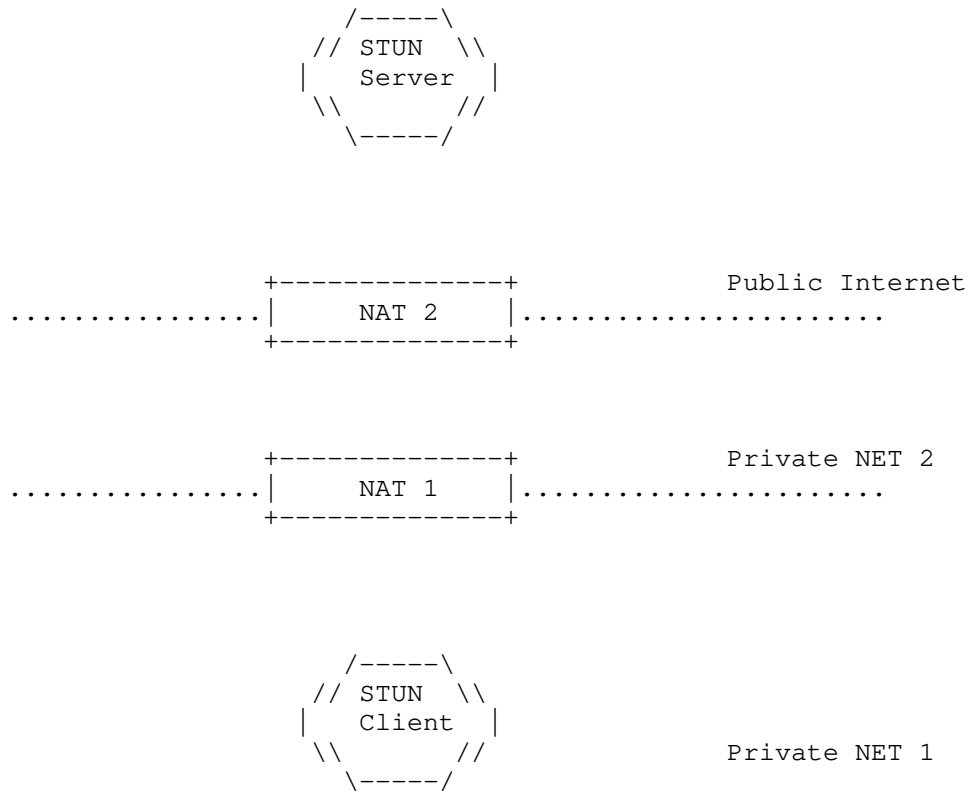 /-----\
// STUN \\
| Server |
\\ //
\-----/
+--------------+ Public Internet
................| NAT 2 |.......................
+--------------+
+--------------+ Private NET 2
................| NAT 1 |.......................
+--------------+
/-----\
// STUN \\
| Client |
\\ // Private NET 1
\-----/